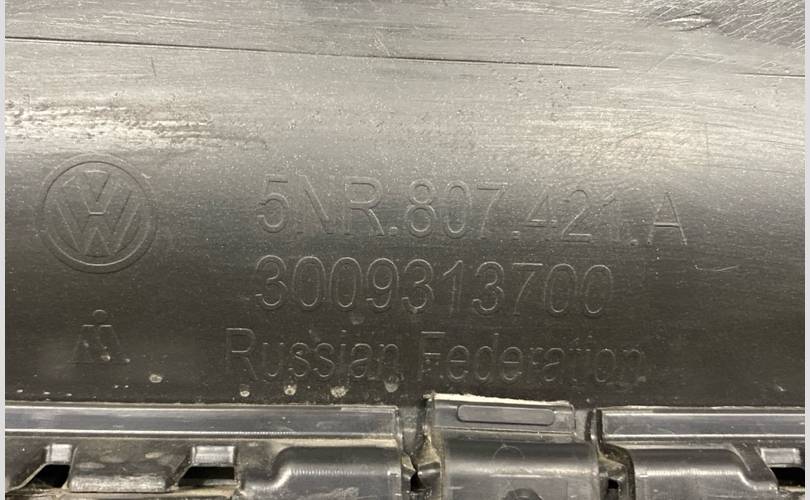 5NR.807.421.A
3009313700
Russian Federation